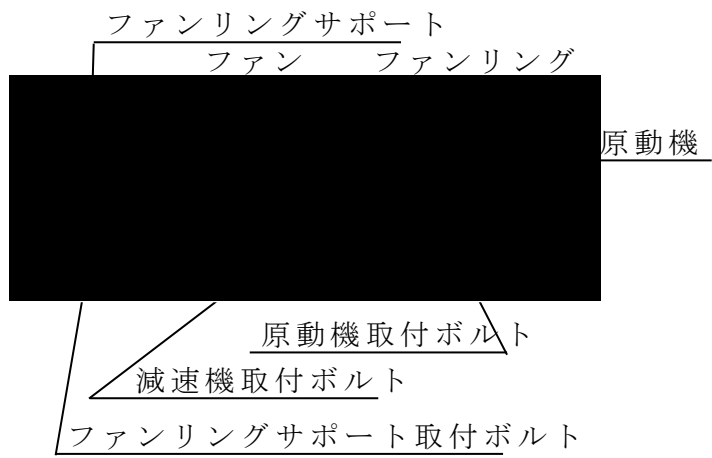 ファンリングサポート
ファン　ファンリング
原動機
原動機取付ボルト
減速機取付ボルト
ファンリングサポート取付ボルト